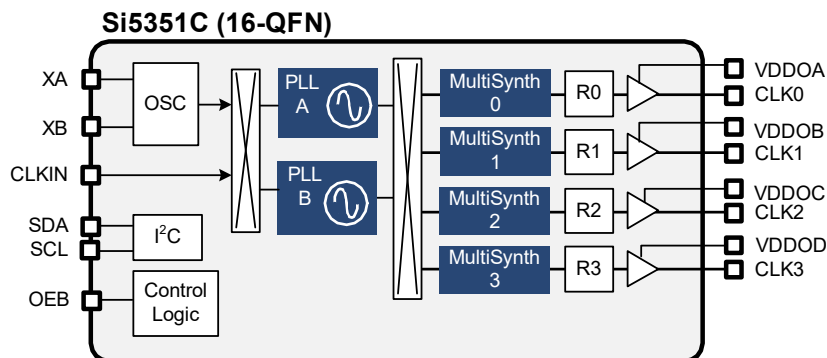 Si5351C (16-QFN)
XA
XB
CLKIN
SDA
SCL
OEB
OSC
I²C
Control
Logic
PLL
A
PLL
B
MultiSynth
0
MultiSynth
1
MultiSynth
2
MultiSynth
3
R0
R1
R2
R3
VDDOA
CLK0
VDDOB
CLK1
VDDOC
CLK2
VDDOD
CLK3